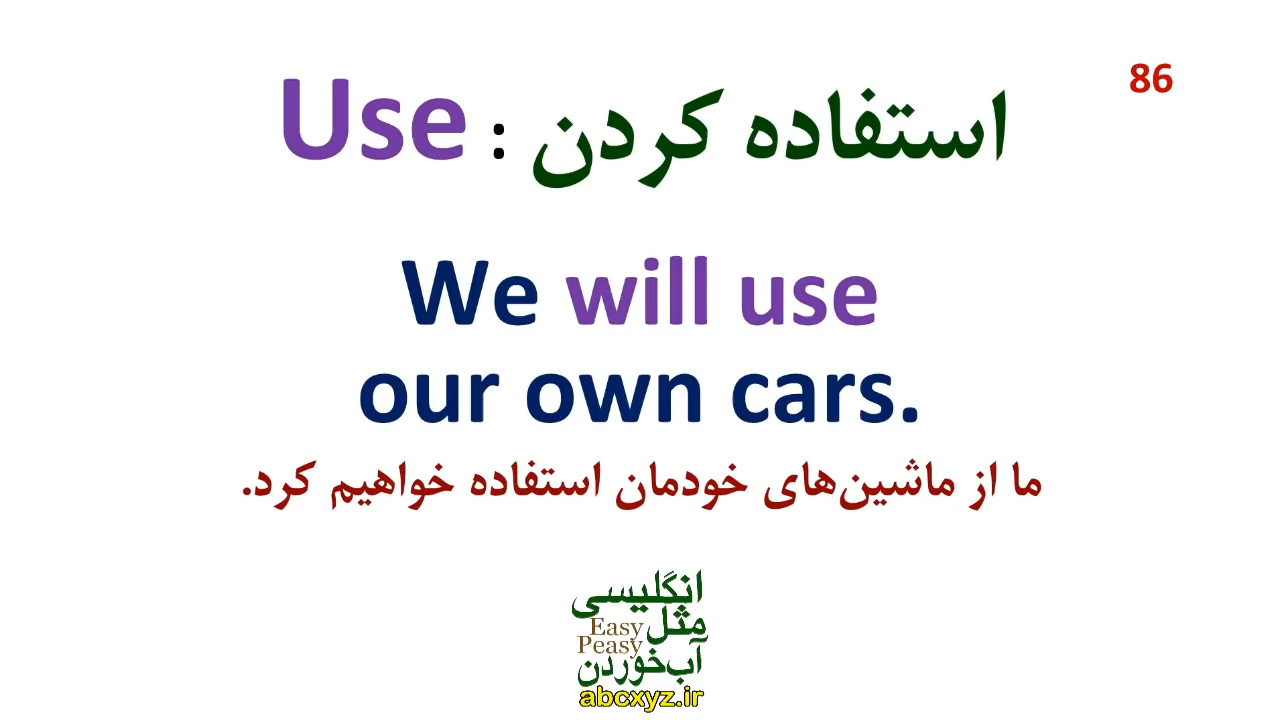 86
Use : استفاده کردن
We will use
our own cars.
ما از ماشین‌های خودمان استفاده خواهیم کرد.
انگلیسی
مثل Easy
Peasy
آب‌خوردن
abcxyz.ir